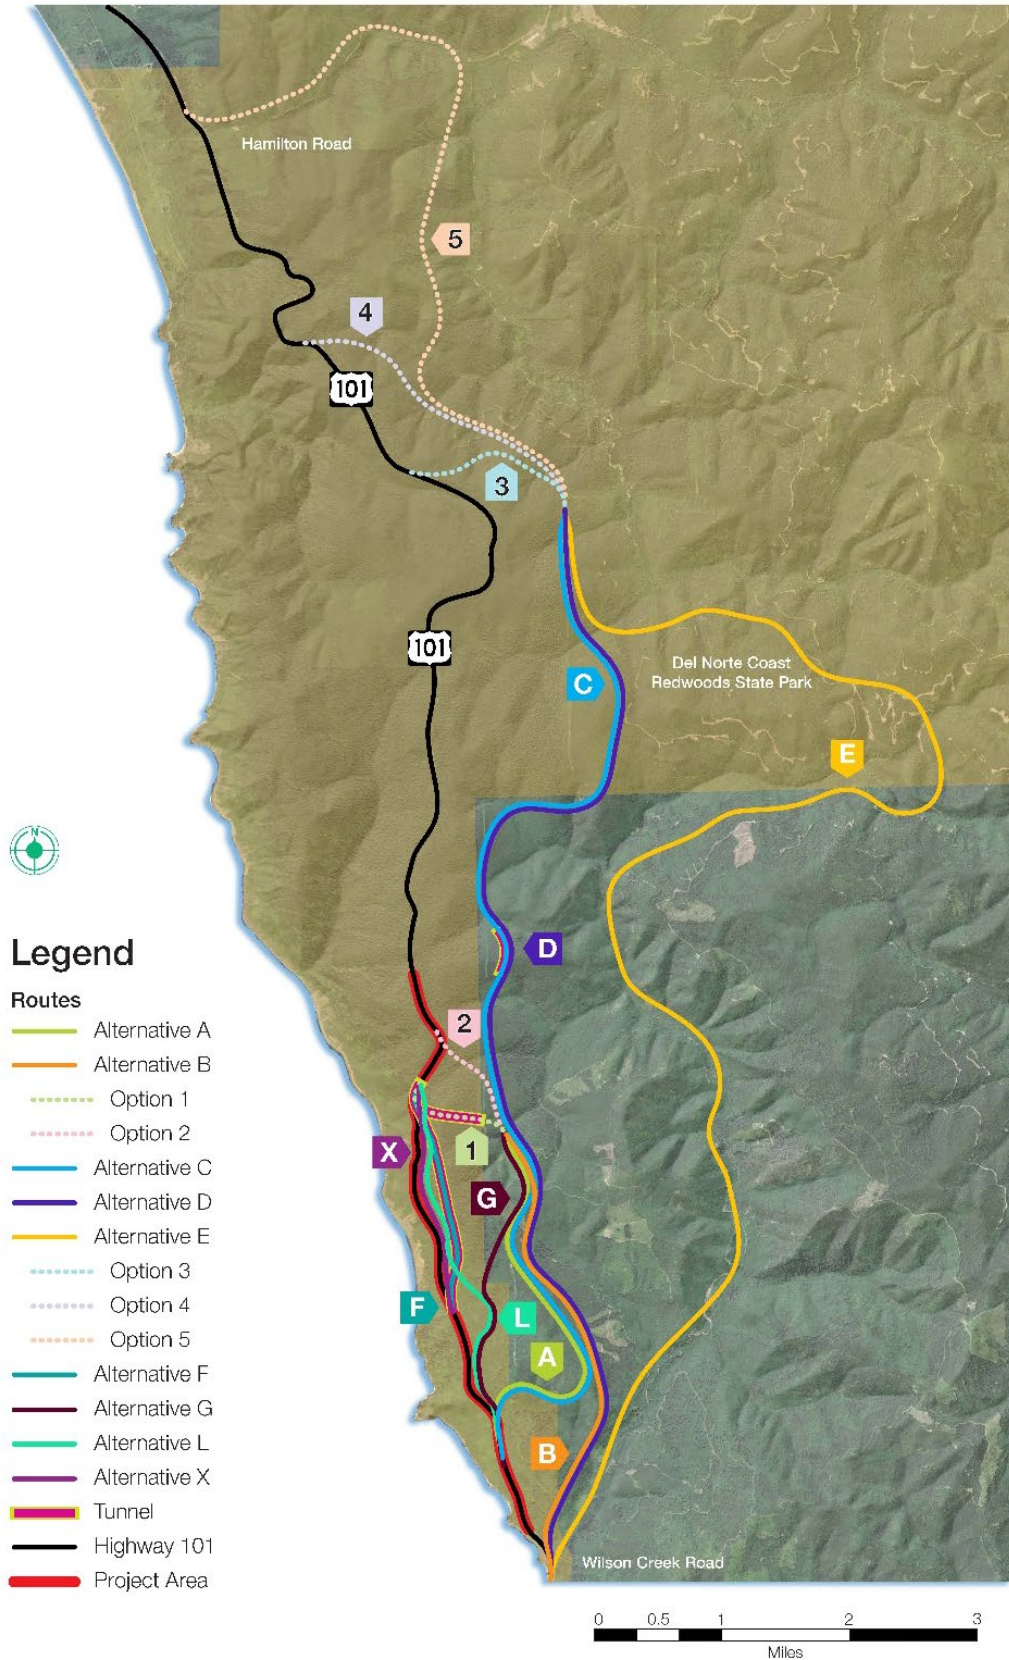 Hamilton Road
5
4
101
3
101
Del Norte Coast
Redwoods State Park
C
E
N
D
Legend
Routes
Alternative A
Alternative B
Option 1
Option 2
Alternative C
Alternative D
Alternative E
Option 3
Option 4
Option 5
Alternative F
Alternative G
Alternative L
Alternative X
Tunnel
Highway 101
Project Area
2
X
1
G
F
L
A
B
Wilson Creek Road
0 0.5 1 2 3
Miles